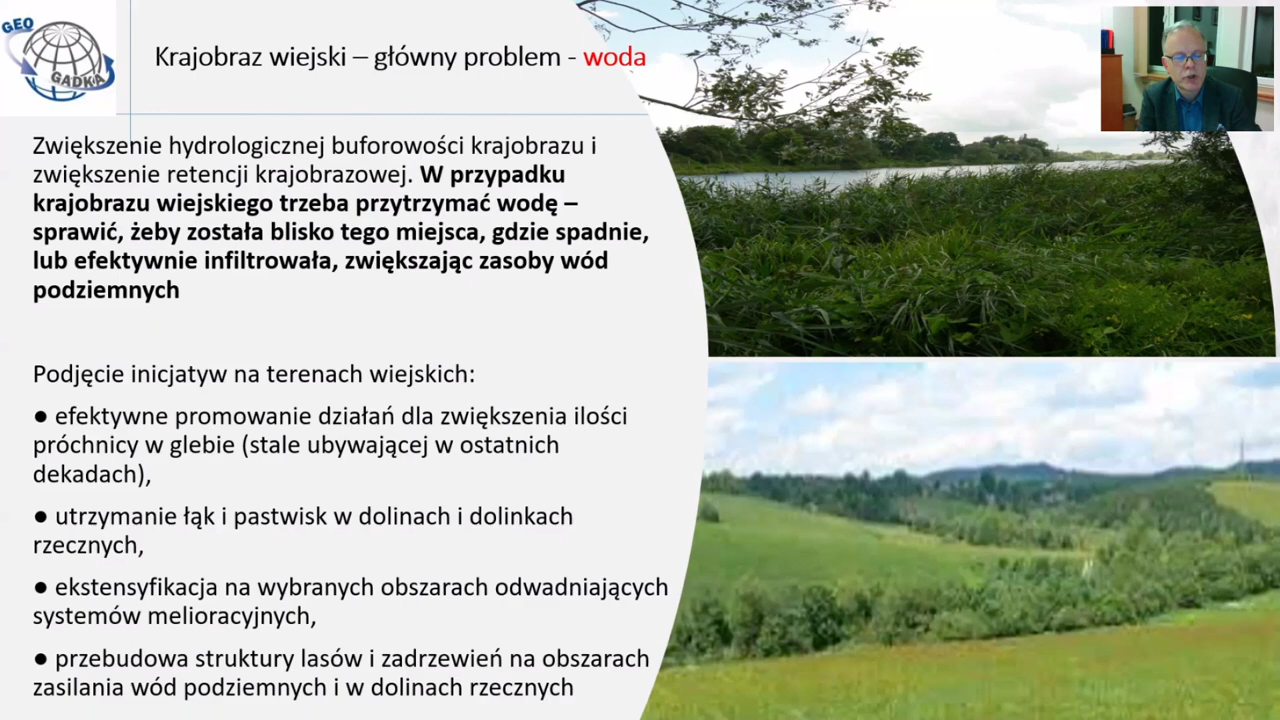 GEO
GADKA
Krajobraz wiejski – główny problem - woda
Zwiększenie hydrologicznej buforowości krajobrazu i
zwiększenie retencji krajobrazowej. W przypadku
krajobrazu wiejskiego trzeba przytrzymać wodę –
sprawić, żeby została blisko tego miejsca, gdzie spadnie,
lub efektywnie infiltrowała, zwiększając zasoby wód
podziemnych
Podjęcie inicjatyw na terenach wiejskich:
● efektywne promowanie działań dla zwiększenia ilości
próchnicy w glebie (stale ubywającej w ostatnich
dekadach),
● utrzymanie łąk i pastwisk w dolinach i dolinkach
rzecznych,
● ekstensyfikacja na wybranych obszarach odwadniających
systemów melioracyjnych,
● przebudowa struktury lasów i zadrzewień na obszarach
zasilania wód podziemnych i w dolinach rzecznych